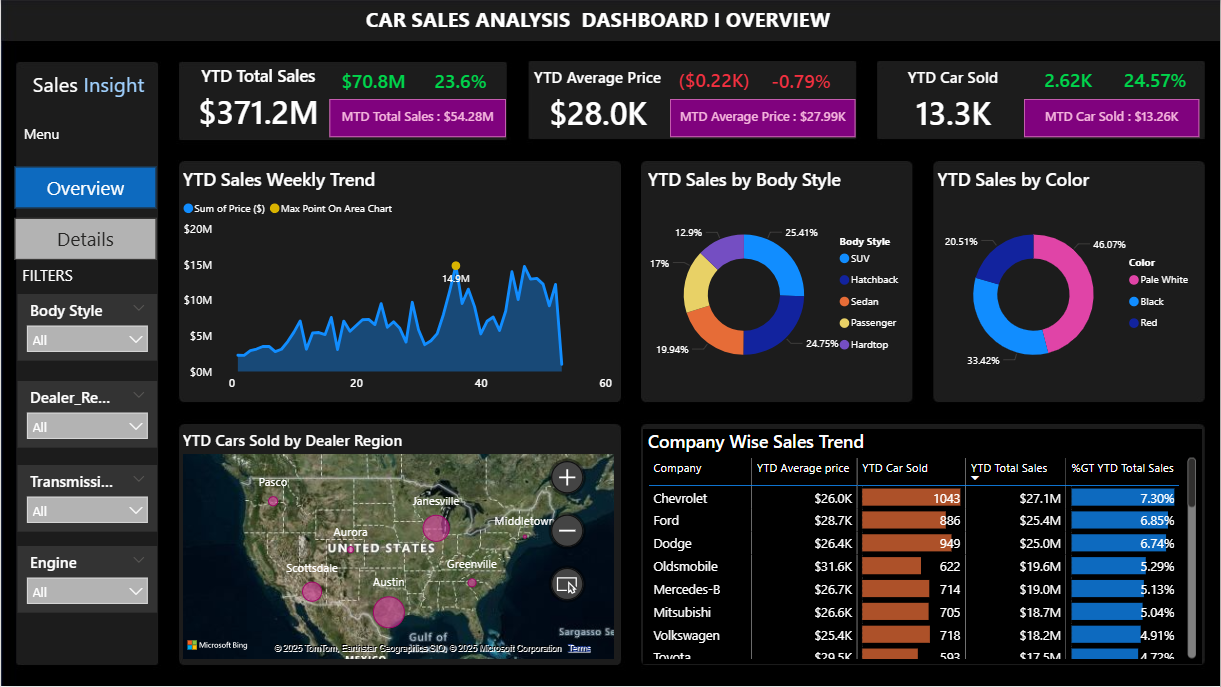 CAR SALES ANALYSIS DASHBOARD I OVERVIEW
Sales Insight
Menu
Overview
Details
FILTERS
Body Style
All
Dealer_Re...
All
Transmissi...
All
Engine
All
YTD Total Sales
$70.8M 23.6%
$371.2M
MTD Total Sales : $54.28M
YTD Average Price
($0.22K) -0.79%
$28.0K
MTD Average Price : $27.99K
YTD Car Sold
2.62K 24.57%
13.3K
MTD Car Sold : $13.26K
YTD Sales Weekly Trend
Sum of Price ($) Max Point On Area Chart
$20M
$15M
$10M
$5M
$0M
14.9M
0 20 40 60
YTD Sales by Body Style
12.9%
25.41%
17%
19.94%
24.75%
Body Style
SUV
Hatchback
Sedan
Passenger
Hardtop
YTD Sales by Color
20.51%
46.07%
33.42%
Color
Pale White
Black
Red
YTD Cars Sold by Dealer Region
Pasco
Janesville
Middletown
Aurora
UNITED STATES
Scottsdale
Greenville
Austin
Gulf of
Sargasso Se
MEXICO
Microsoft Bing
© 2025 TomTom, Earthstar Geographics SIO, © 2025 Microsoft Corporation Terms
Company Wise Sales Trend
Company YTD Average price YTD Car Sold YTD Total Sales %GT YTD Total Sales
Chevrolet $26.0K 1043 $27.1M 7.30%
Ford $28.7K 886 $25.4M 6.85%
Dodge $26.4K 949 $25.0M 6.74%
Oldsmobile $31.6K 622 $19.6M 5.29%
Mercedes-B $26.7K 714 $19.0M 5.13%
Mitsubishi $26.6K 705 $18.7M 5.04%
Volkswagen $25.4K 718 $18.2M 4.91%
Toyota $29.5K 593 $17.5M 4.72%